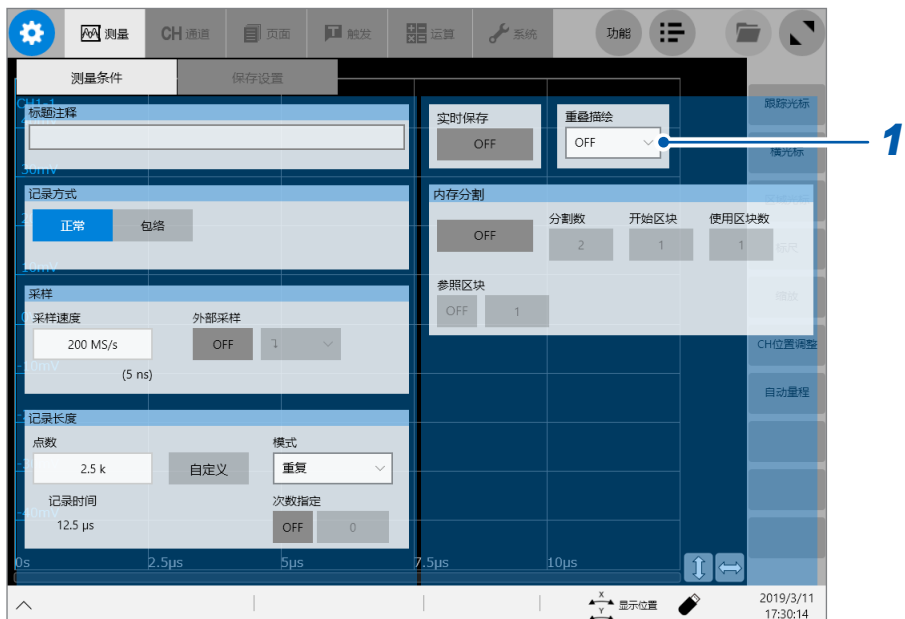 测量
CH 通道
页面
触发
运算
系统
功能
测量条件
保存设置
CH1-1
标题注释
实时保存
OFF
重叠描绘
OFF
1
跟踪光标
横光标
记录方式
正常
包络
内存分割
OFF
分割数
2
开始区块
1
使用区块数
1
标尺
参照区块
OFF
1
缩放
采样
采样速度
200 MS/s
(5 ns)
外部采样
OFF
CH位置调整
自动量程
记录长度
点数
2.5 k
自定义
模式
重复
记录时间
12.5 µs
次数指定
OFF
0
-40mV
0s
2.5µs
5µs
7.5µs
10µs
X
Y
显示位置
2019/3/11
17:30:14